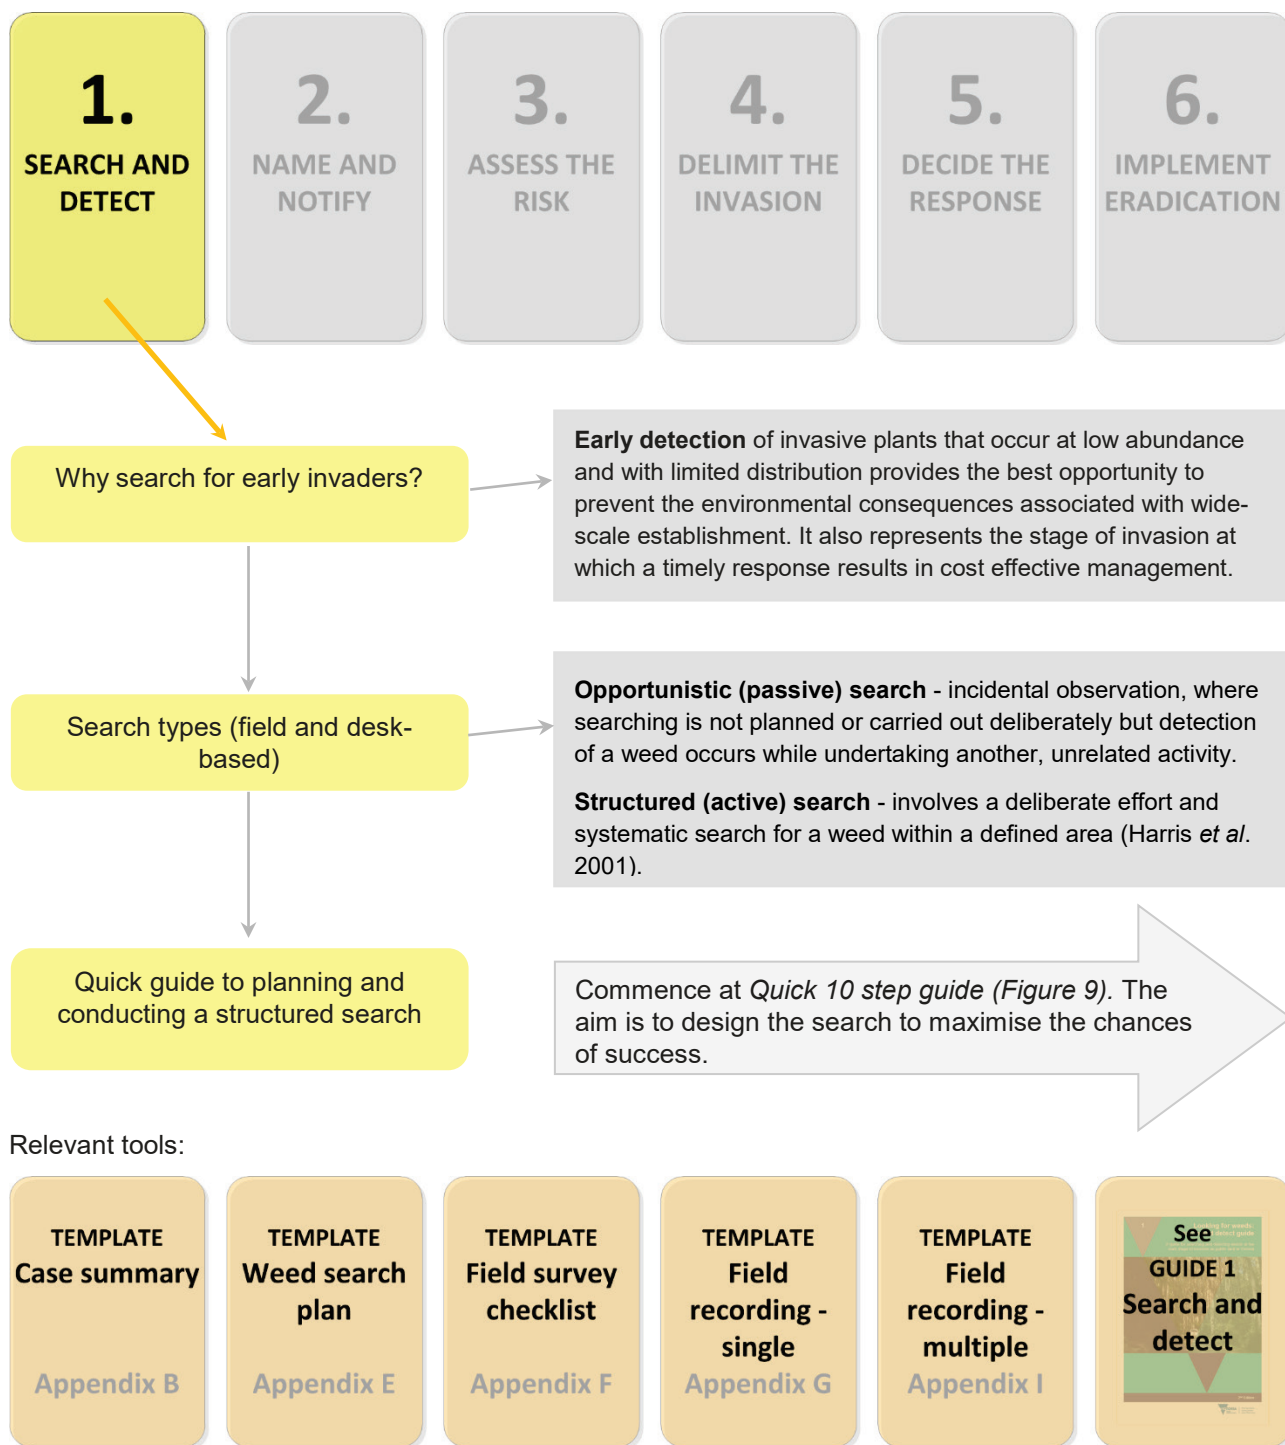 1.
SEARCH AND
DETECT
2.
NAME AND
NOTIFY
3.
ASSESS THE
RISK
4.
DELIMIT THE
INVASION
5.
DECIDE THE
RESPONSE
6.
IMPLEMENT
ERADICATION
Why search for early invaders?
Early detection of invasive plants that occur at low abundance
and with limited distribution provides the best opportunity to
prevent the environmental consequences associated with wide-
scale establishment. It also represents the stage of invasion at
which a timely response results in cost effective management.
Search types (field and desk-
based)
Opportunistic (passive) search - incidental observation, where
searching is not planned or carried out deliberately but detection
of a weed occurs while undertaking another, unrelated activity.
Structured (active) search - involves a deliberate effort and
systematic search for a weed within a defined area (Harris et al.
2001).
Quick guide to planning and
conducting a structured search
Commence at Quick 10 step guide (Figure 9). The
aim is to design the search to maximise the chances
of success.
Relevant tools:
TEMPLATE
Case summary
Appendix B
TEMPLATE
Weed search
plan
Appendix E
TEMPLATE
Field survey
checklist
Appendix F
TEMPLATE
Field
recording -
single
Appendix G
TEMPLATE
Field
recording -
multiple
Appendix I
See
GUIDE 1
Search and
detect